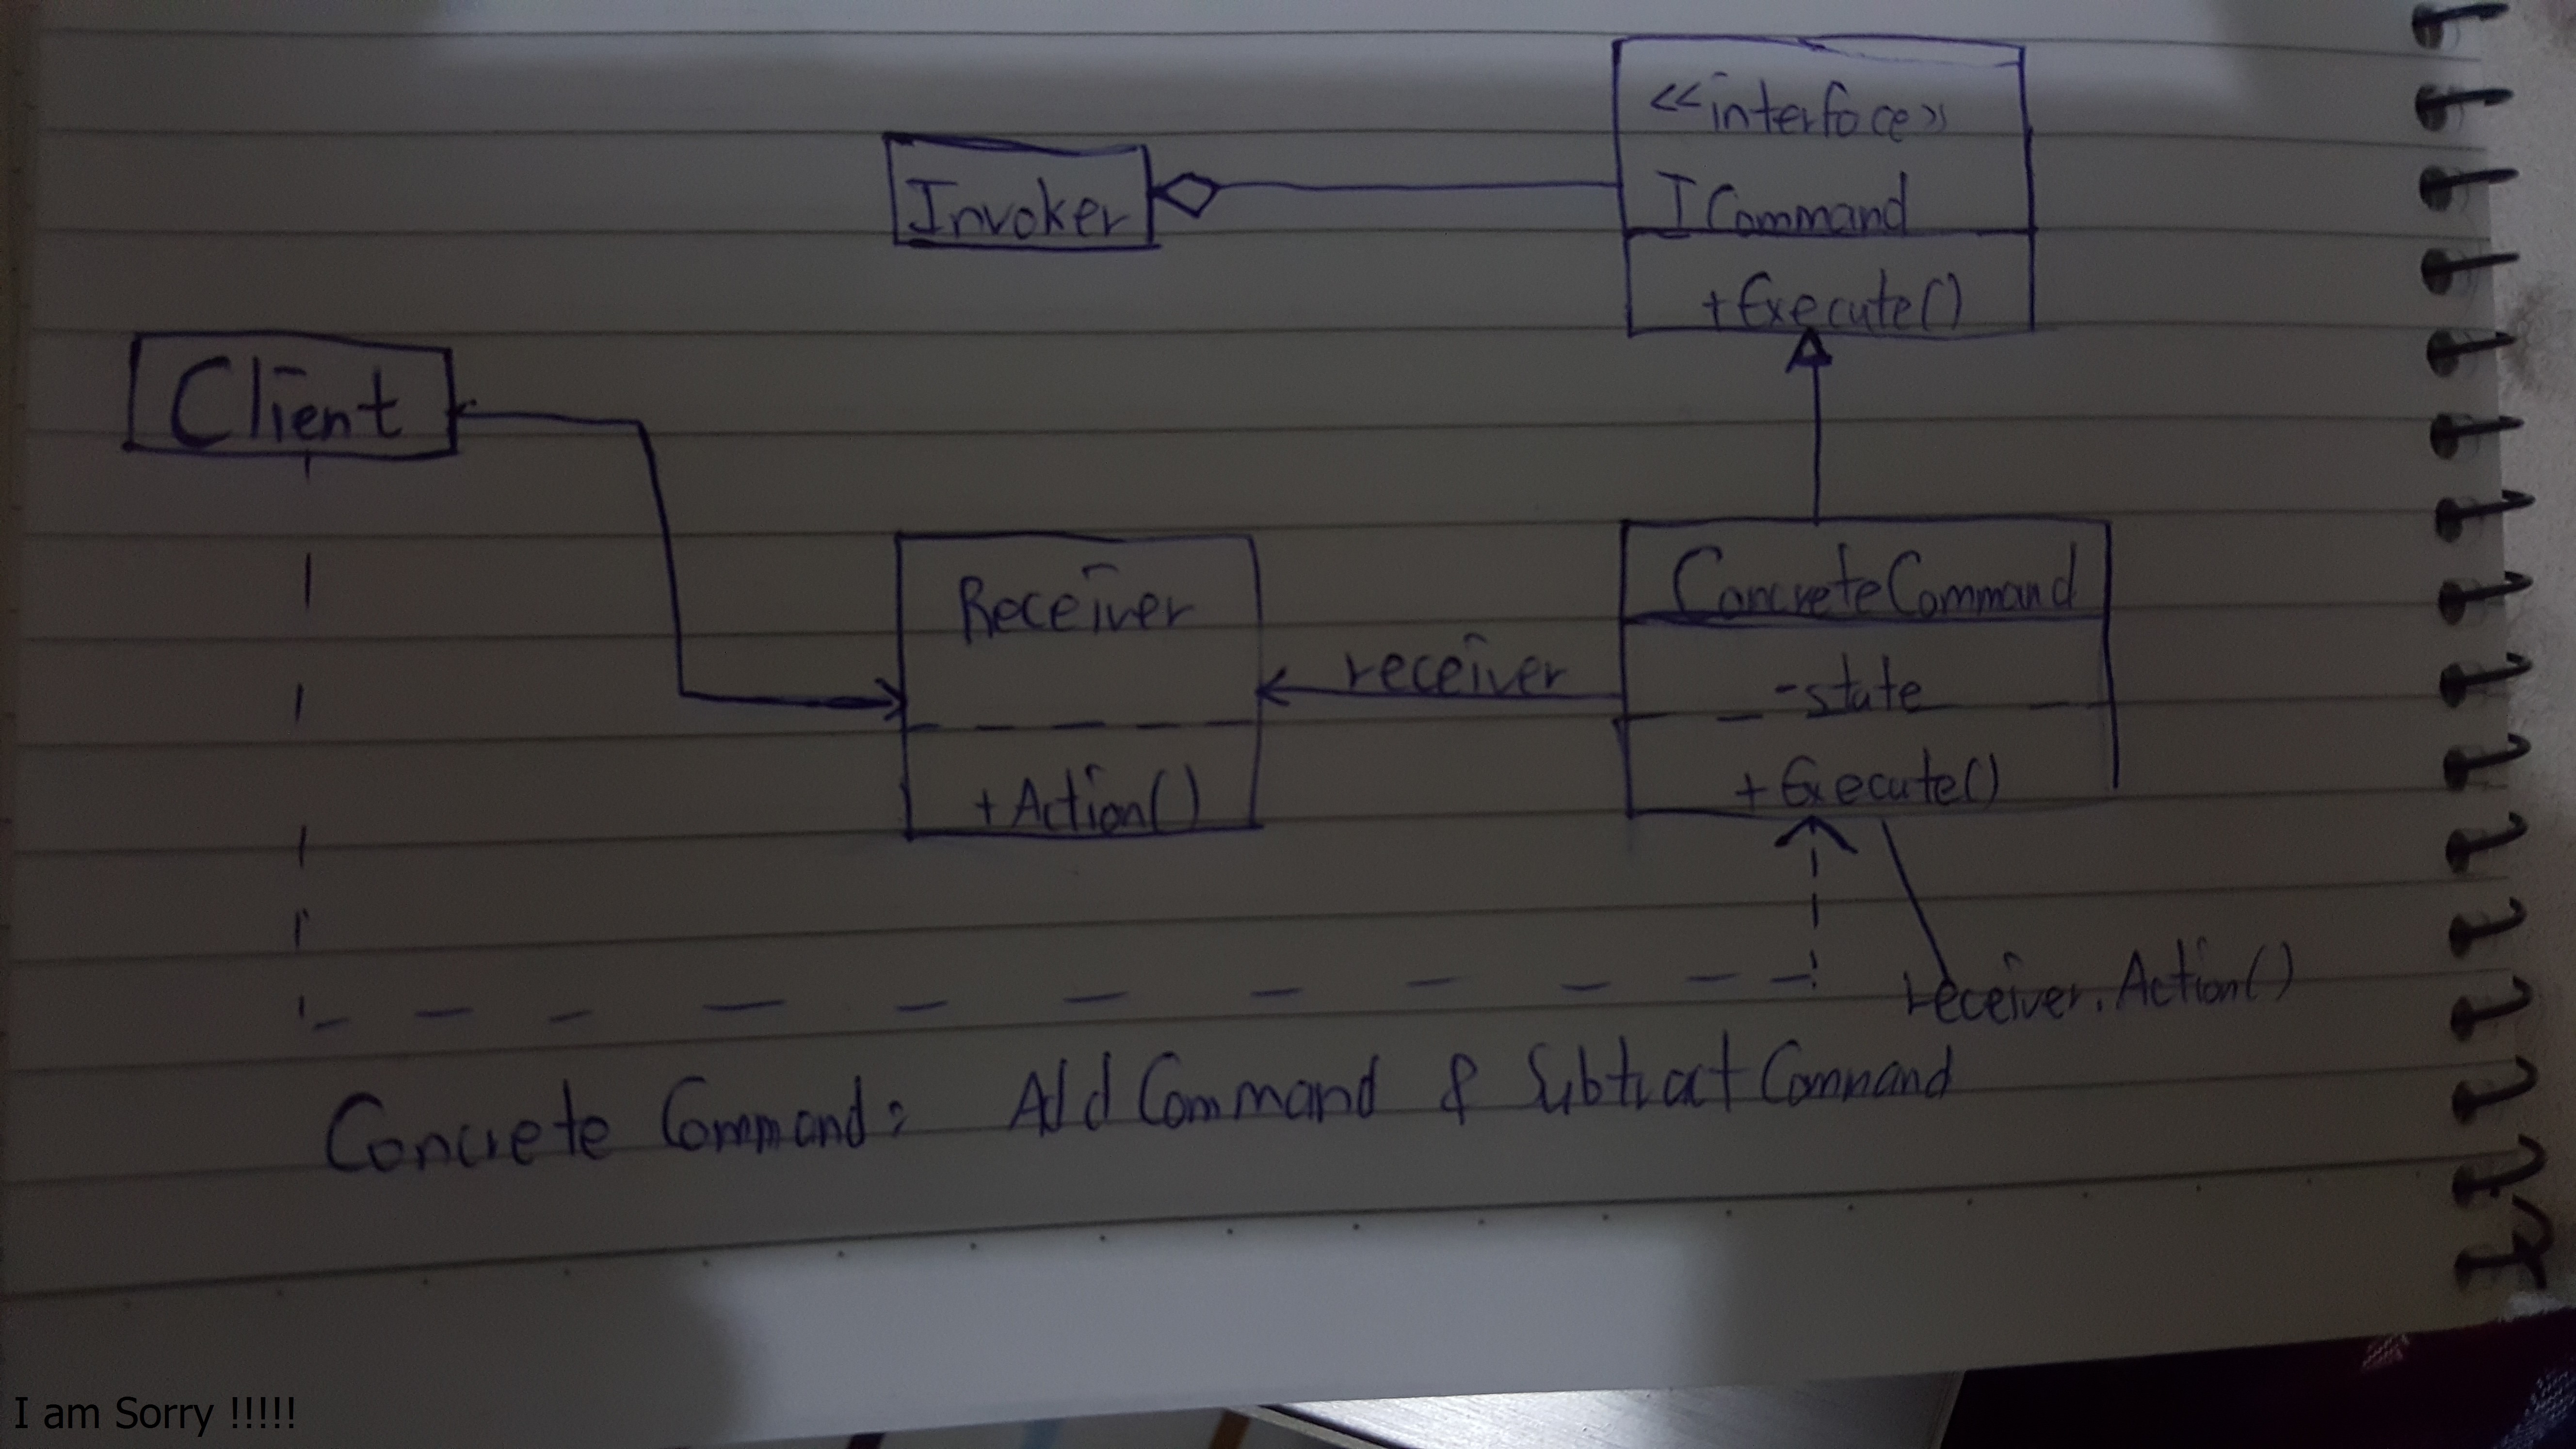 <<interface>>
ICommand
+Execute()
Invoker
Client
Receiver
+Action()
receiver
ConcreteCommand
-state
+Execute()
receiver.Action()
Concrete Command: Add Command & Subtract Command
I am Sorry !!!!!